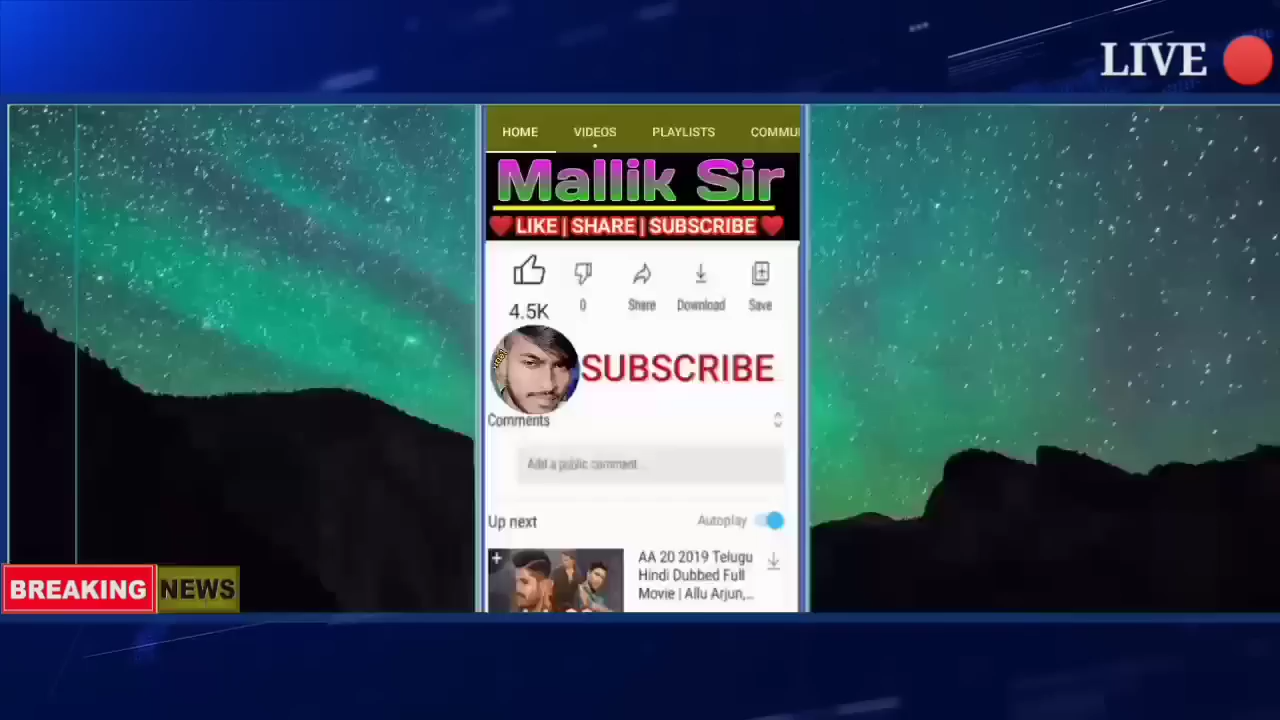 LIVE
HOME VIDEOS PLAYLISTS COMMU
Mallik Sir
LIKE | SHARE | SUBSCRIBE
4.5K 0 Share Download Save
SUBSCRIBE
Comments
Add a public comment...
Up next Autoplay
AA 20 2019 Telugu
Hindi Dubbed Full
Movie | Allu Arjun,...
BREAKING NEWS